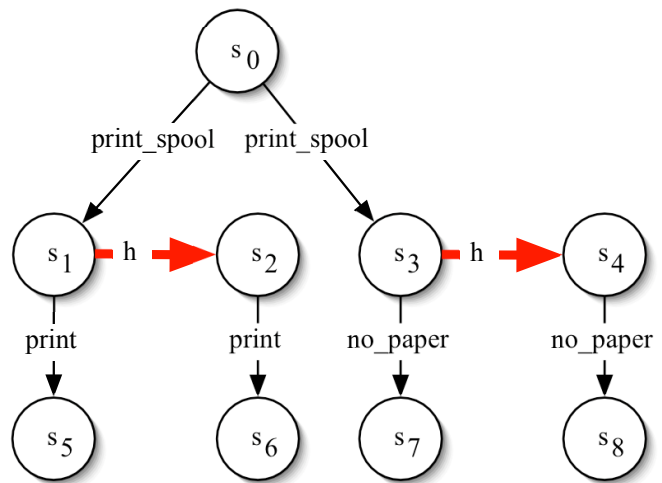 s0
print_spool print_spool
s1 h s2 s3 h s4
print print no_paper no_paper
s5 s6 s7 s8